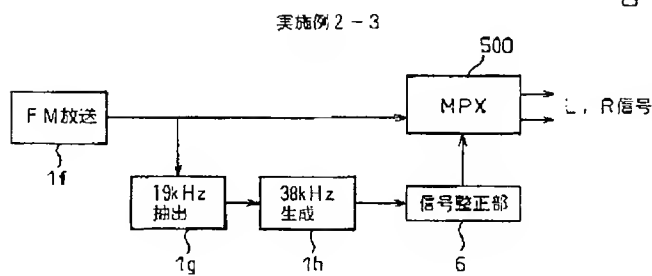 実施例2-3
500
FM放送
MPX
L,R信号
1f
19kHz
抽出
38kHz
生成
信号整正部
1g
1h
6